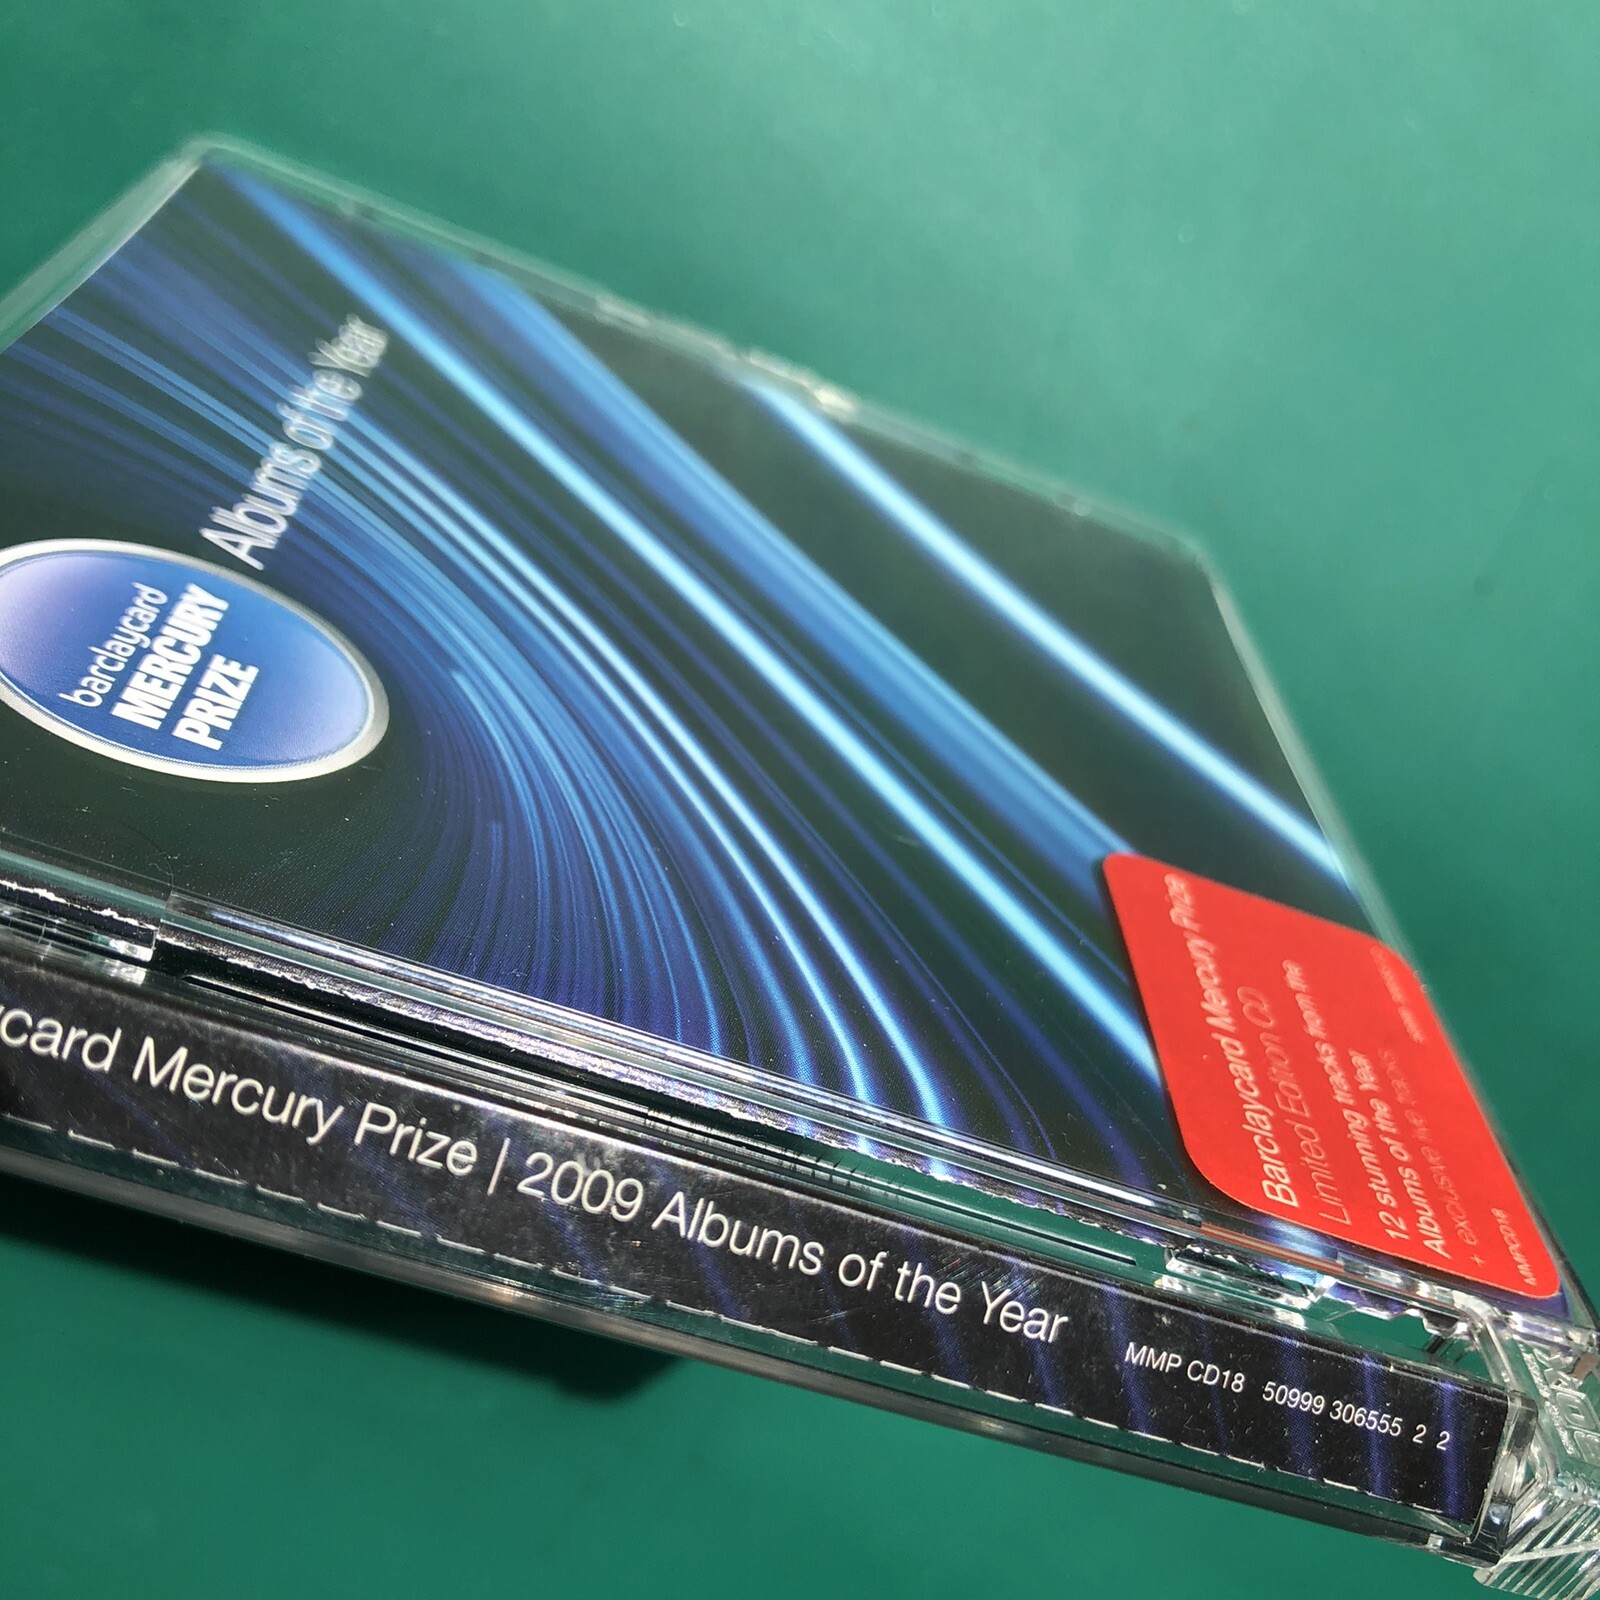 Albums of the Year
barclaycard
MERCURY
PRIZE
Barclaycard Mercury Prize
Limited Edition CD
12 stunning tracks from the
Albums of the Year
+ exclusive live tracks
MMPCD18
ycard Mercury Prize | 2009 Albums of the Year MMP CD18 50999 306555 2 2